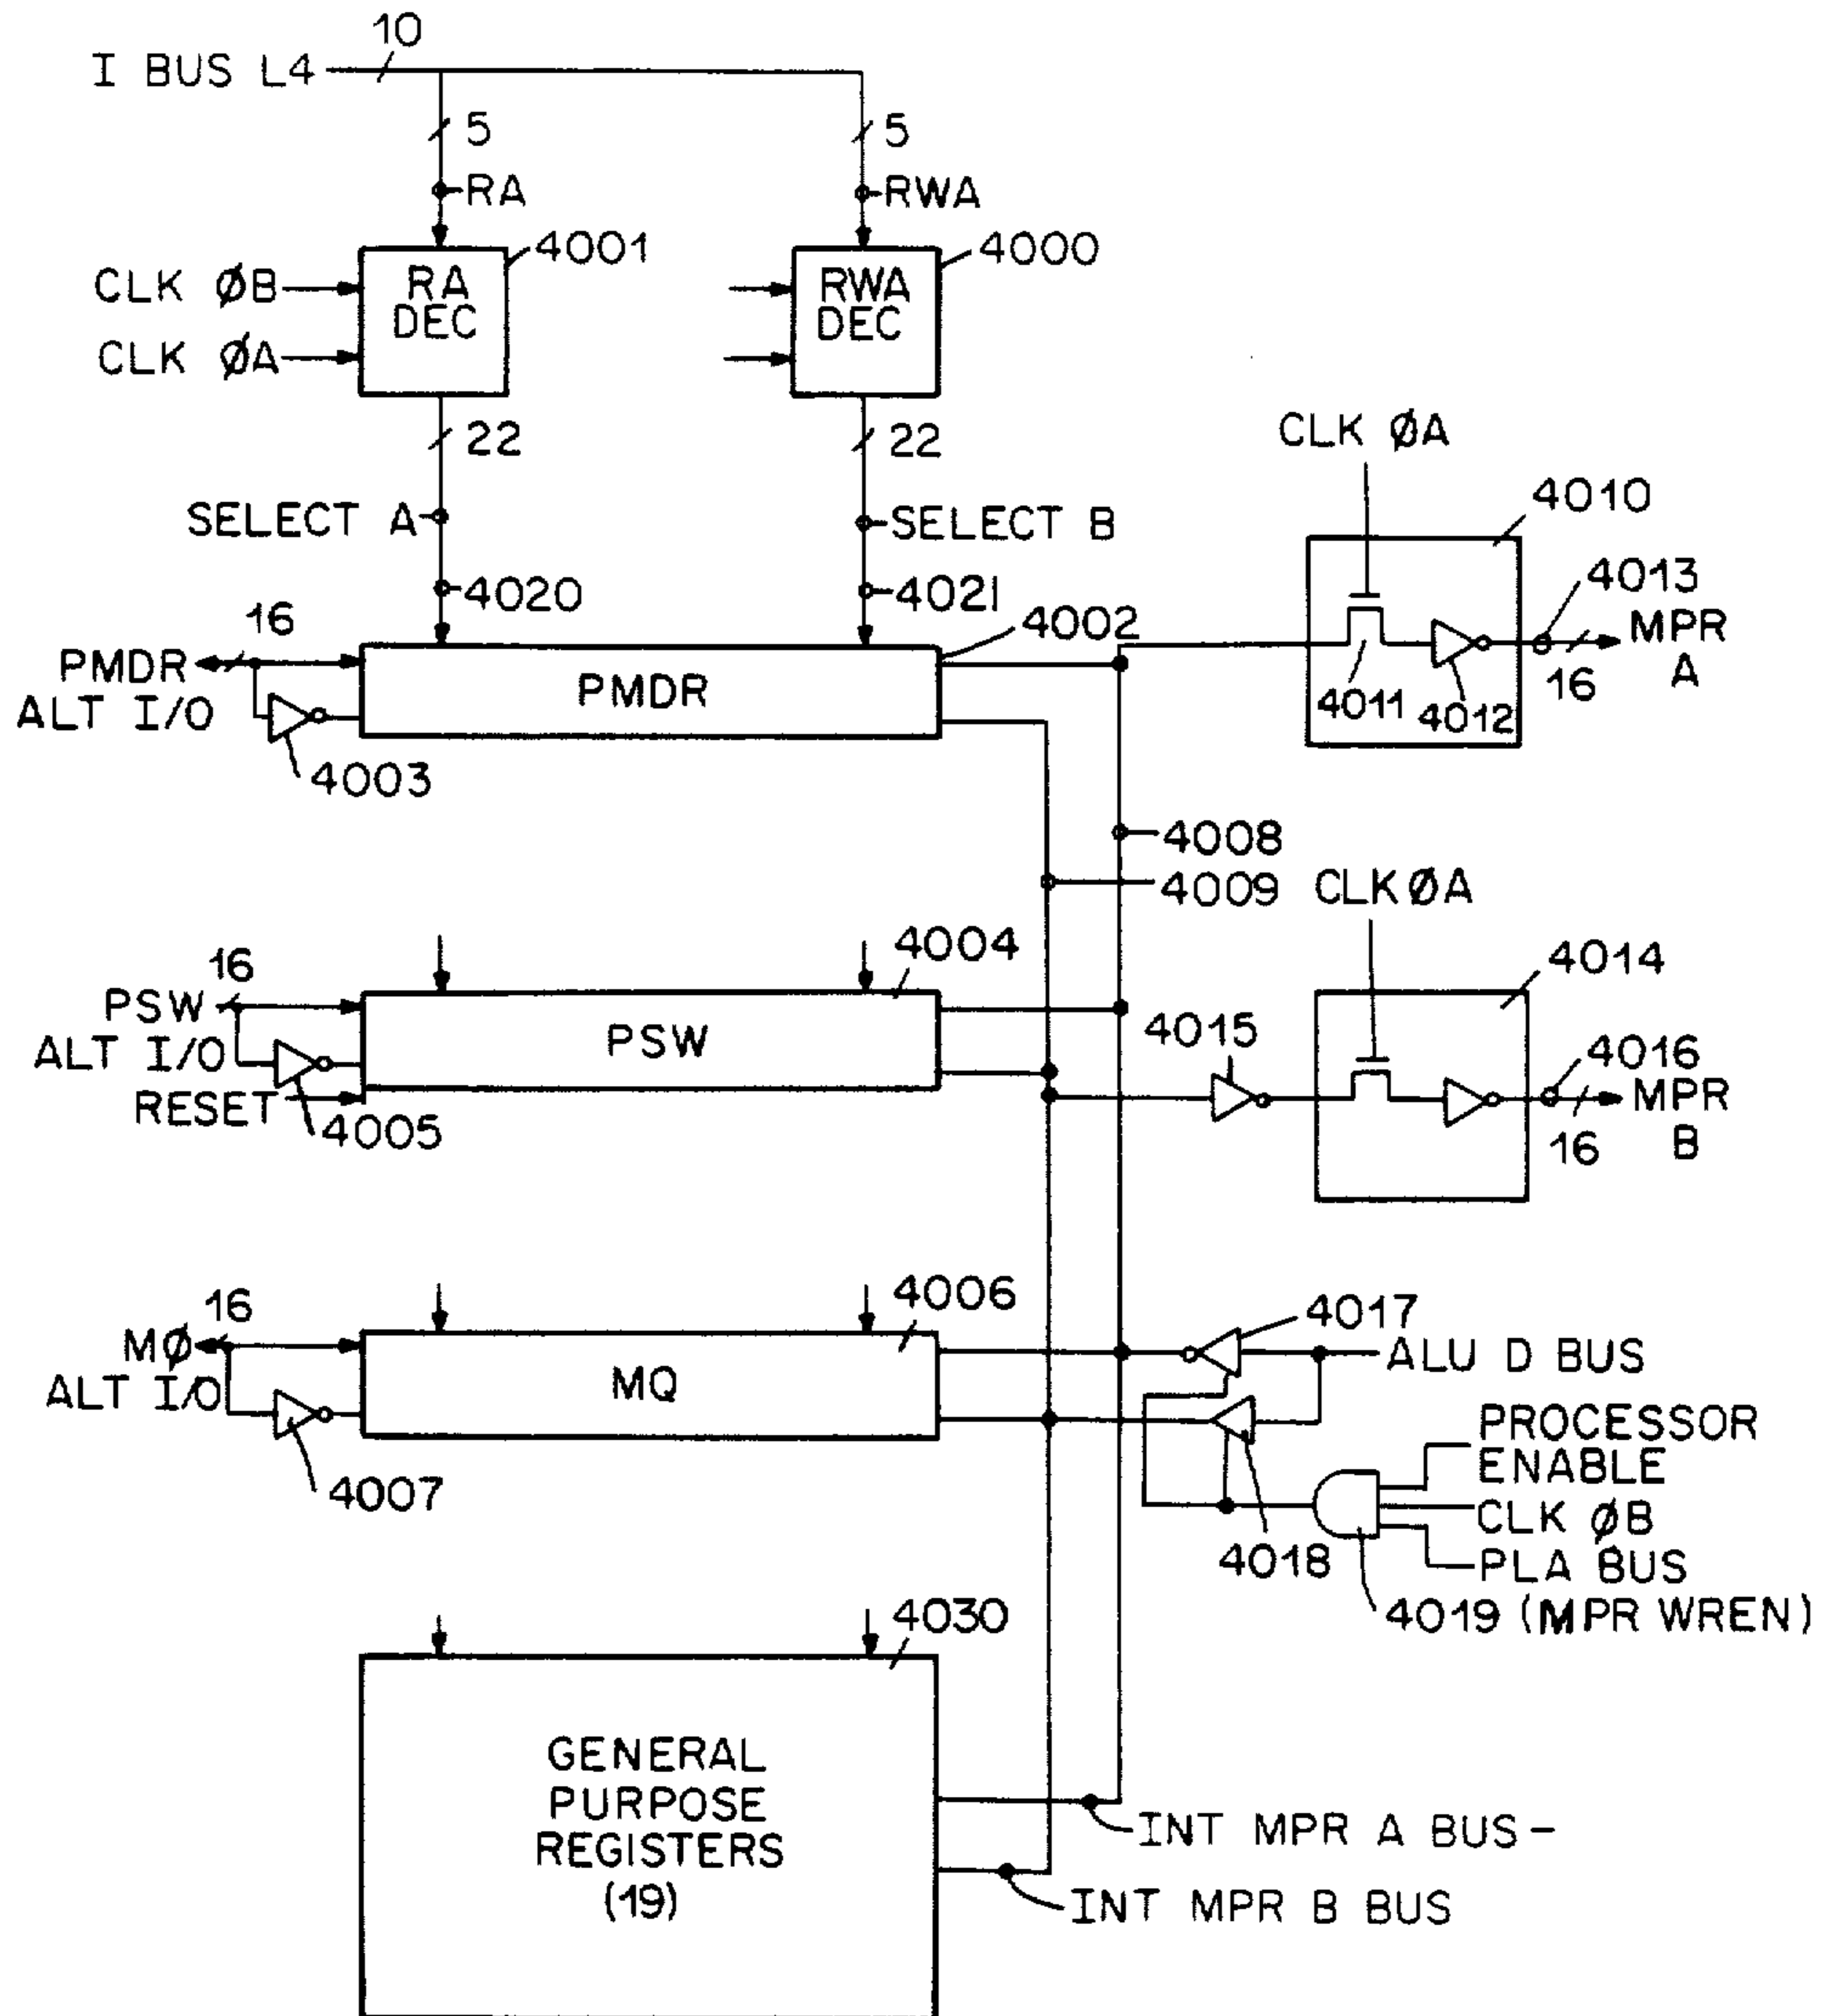 10
I BUS L4
5
5
RA
RWA
4001
4000
CLK ØB
RA
DEC
RWA
DEC
CLK ØA
22
22
CLK ØA
4010
SELECT A
SELECT B
4020
4021
4013
16
4002
MPR
A
PMDR
ALT I/O
PMDR
4011
4012
16
4003
4008
4009
CLK ØA
4004
4014
16
PSW
ALT I/O
PSW
4015
4016
MPR
B
RESET
4005
16
4006
4017
16
MØ
ALT I/O
MQ
ALU D BUS
PROCESSOR
ENABLE
4007
CLK ØB
4018
PLA BUS
4030
4019 (MPR WREN)
GENERAL
PURPOSE
REGISTERS
(19)
INT MPR A BUS-
INT MPR B BUS